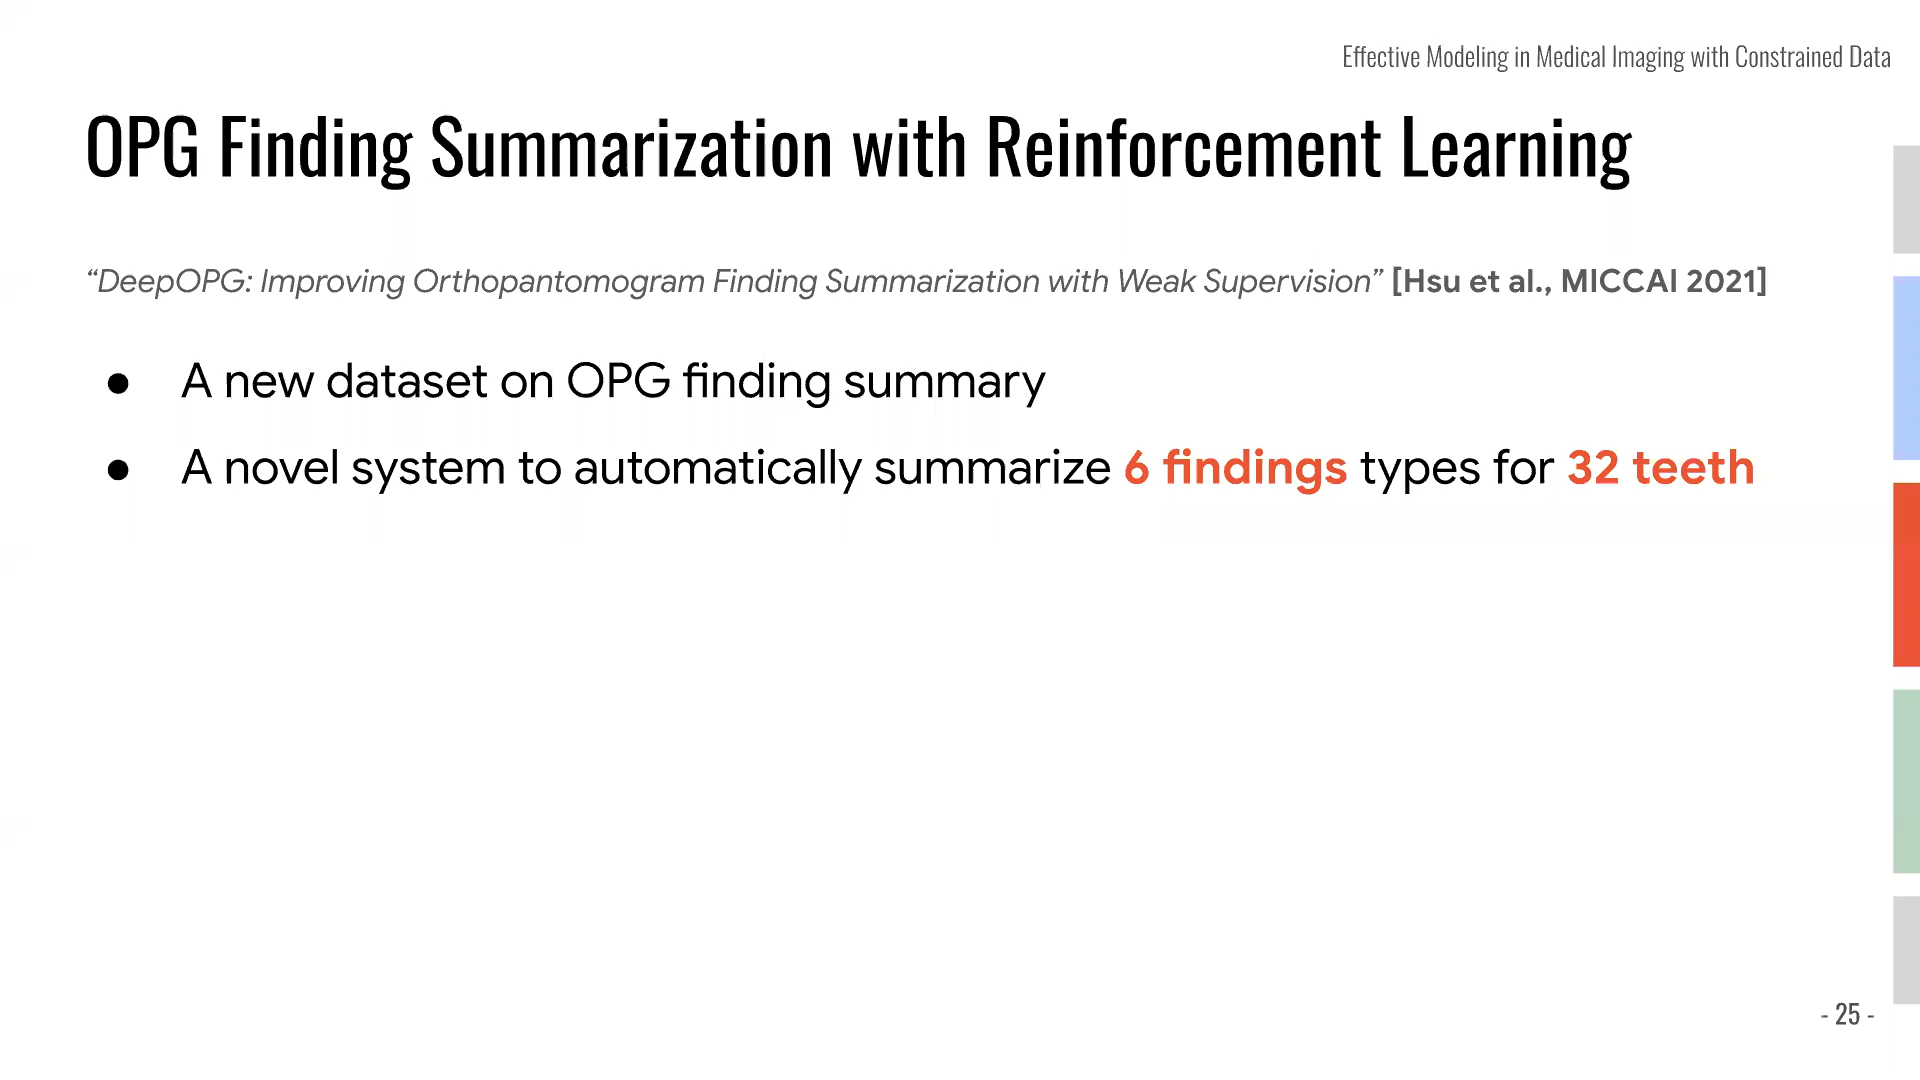 Effective Modeling in Medical Imaging with Constrained Data
OPG Finding Summarization with Reinforcement Learning
“DeepOPG: Improving Orthopantomogram Finding Summarization with Weak Supervision” [Hsu et al., MICCAI 2021]
● A new dataset on OPG finding summary
● A novel system to automatically summarize 6 findings types for 32 teeth
- 25 -